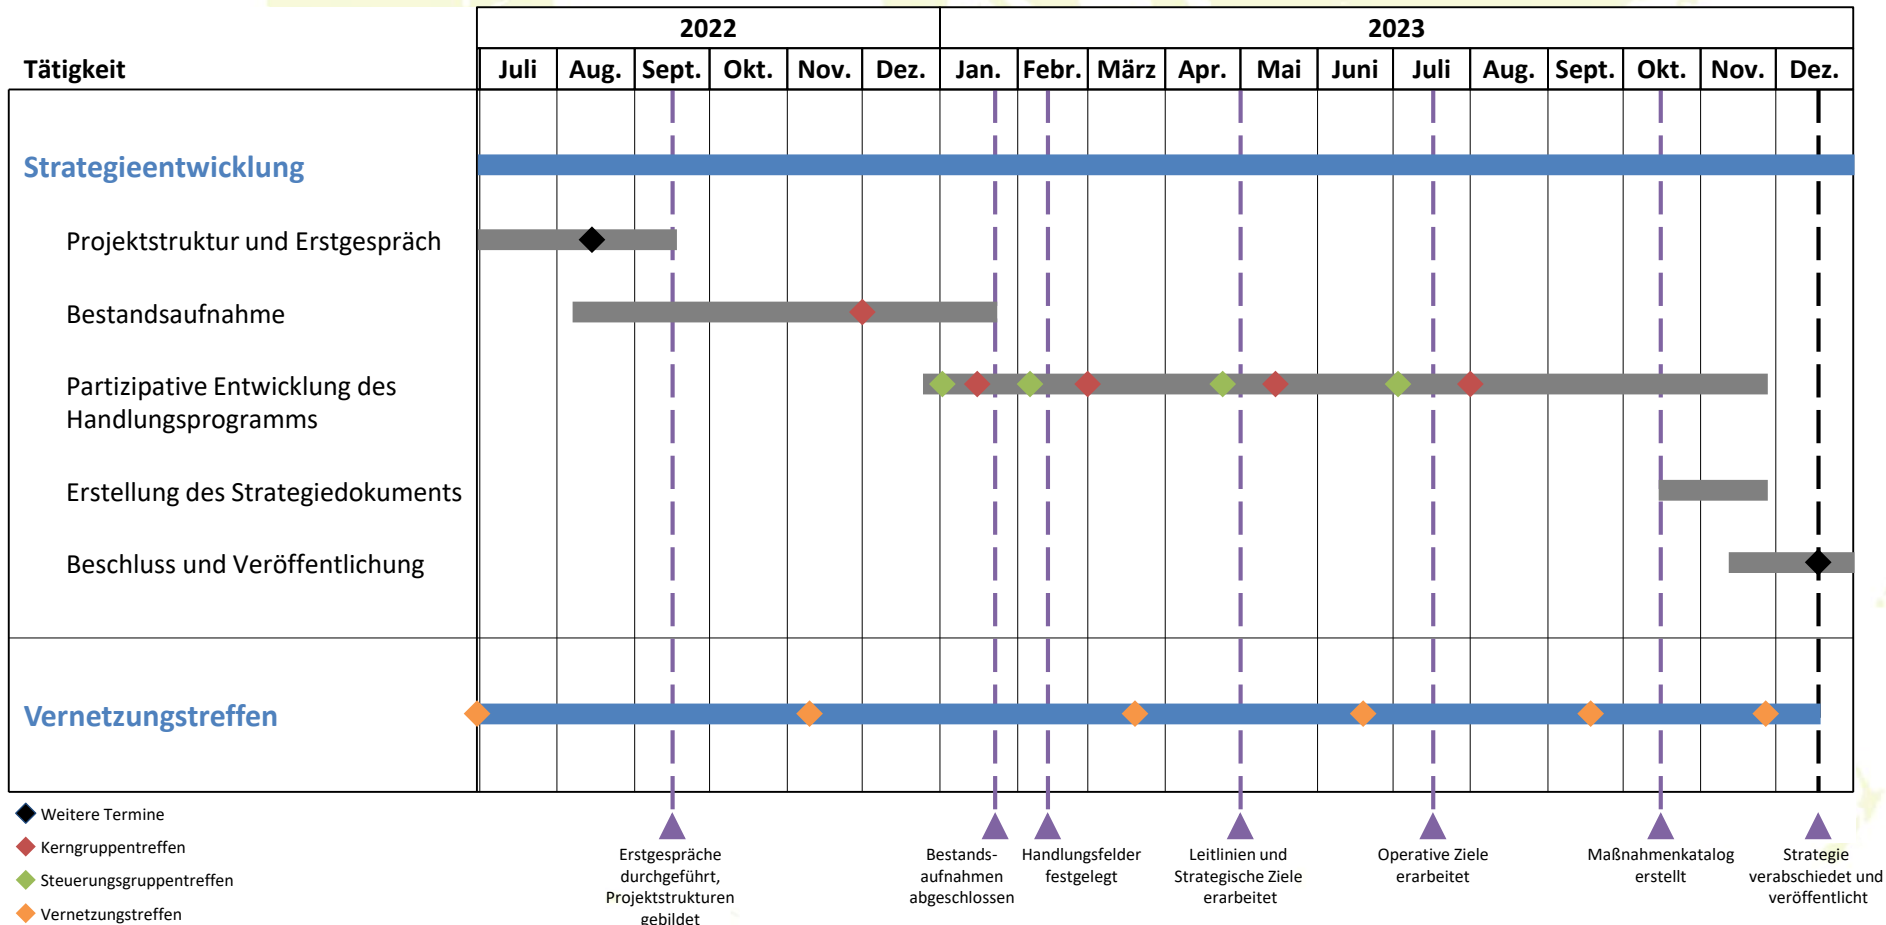 2022
2023
Tätigkeit
Juli
Aug.
Sept.
Okt.
Nov.
Dez.
Jan.
Febr.
März
Apr.
Mai
Juni
Juli
Aug.
Sept.
Okt.
Nov.
Dez.
Strategieentwicklung
Projektstruktur und Erstgespräch
Bestandsaufnahme
Partizipative Entwicklung des
Handlungsprogramms
Erstellung des Strategiedokuments
Beschluss und Veröffentlichung
Vernetzungstreffen
Weitere Termine
Kerngruppentreffen
Steuerungsgruppentreffen
Vernetzungstreffen
Erstgespräche
durchgeführt,
Projektstrukturen
gebildet
Bestands-
aufnahmen
abgeschlossen
Handlungsfelder
festgelegt
Leitlinien und
Strategische Ziele
erarbeitet
Operative Ziele
erarbeitet
Maßnahmenkatalog
erstellt
Strategie
verabschiedet und
veröffentlicht